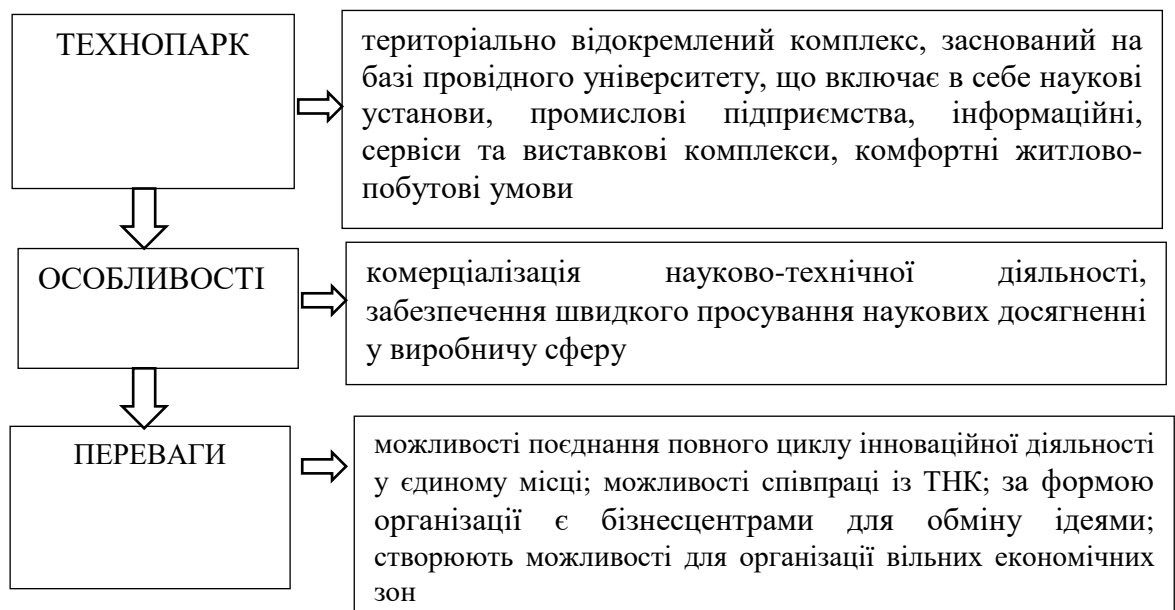 ТЕХНОПАРК
територіально відокремлений комплекс, заснований на
базі провідного університету, що включає в себе наукові
установи, промислові підприємства, інформаційні,
сервіси та виставкові комплекси, комфортні житлово-
побутові умови
ОСОБЛИВОСТІ
комерціалізація науково-технічної діяльності,
забезпечення швидкого просування наукових досягненні
у виробничу сферу
ПЕРЕВАГИ
можливості поєднання повного циклу інноваційної діяльності
у єдиному місці; можливості співпраці із ТНК; за формою
організації є бізнесцентрами для обміну ідеями;
створюють можливості для організації вільних економічних
зон